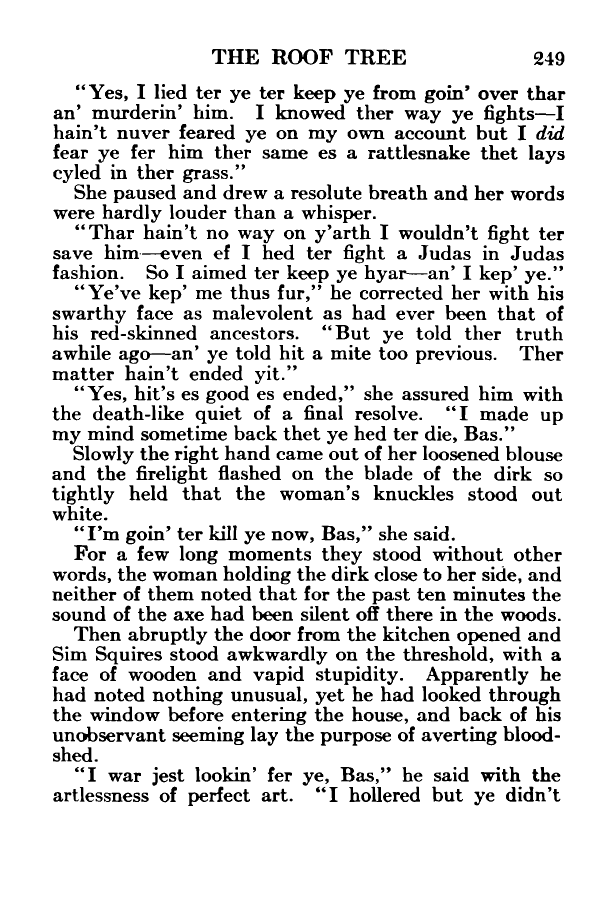 THE ROOF TREE 249
"Yes, I lied ter ye ter keep ye from goin' over thar
an' murderin' him. I knowed ther way ye fights—I
hain't nuver feared ye on my own account but I did
fear ye fer him ther same es a rattlesnake thet lays
cyled in ther grass."
She paused and drew a resolute breath and her words
were hardly louder than a whisper.
"Thar hain't no way on y'arth I wouldn't fight ter
save him—even ef I hed ter fight a Judas in Judas
fashion. So I aimed ter keep ye hyar—an' I kep' ye."
"Ye've kep' me thus fur," he corrected her with his
swarthy face as malevolent as had ever been that of
his red-skinned ancestors. "But ye told ther truth
awhile ago—an' ye told hit a mite too previous. Ther
matter hain't ended yit."
"Yes, hit's es good es ended," she assured him with
the death-like quiet of a final resolve. "I made up
my mind sometime back thet ye hed ter die, Bas."
Slowly the right hand came out of her loosened blouse
and the firelight flashed on the blade of the dirk so
tightly held that the woman's knuckles stood out
white.
"I'm goin' ter kill ye now, Bas," she said.
For a few long moments they stood without other
words, the woman holding the dirk close to her side, and
neither of them noted that for the past ten minutes the
sound of the axe had been silent off there in the woods.
Then abruptly the door from the kitchen opened and
Sim Squires stood awkwardly on the threshold, with a
face of wooden and vapid stupidity. Apparently he
had noted nothing unusual, yet he had looked through
the window before entering the house, and back of his
unobservant seeming lay the purpose of averting blood-
shed.
"I war jest lookin' fer ye, Bas," he said with the
artlessness of perfect art. "I hollered but ye didn't